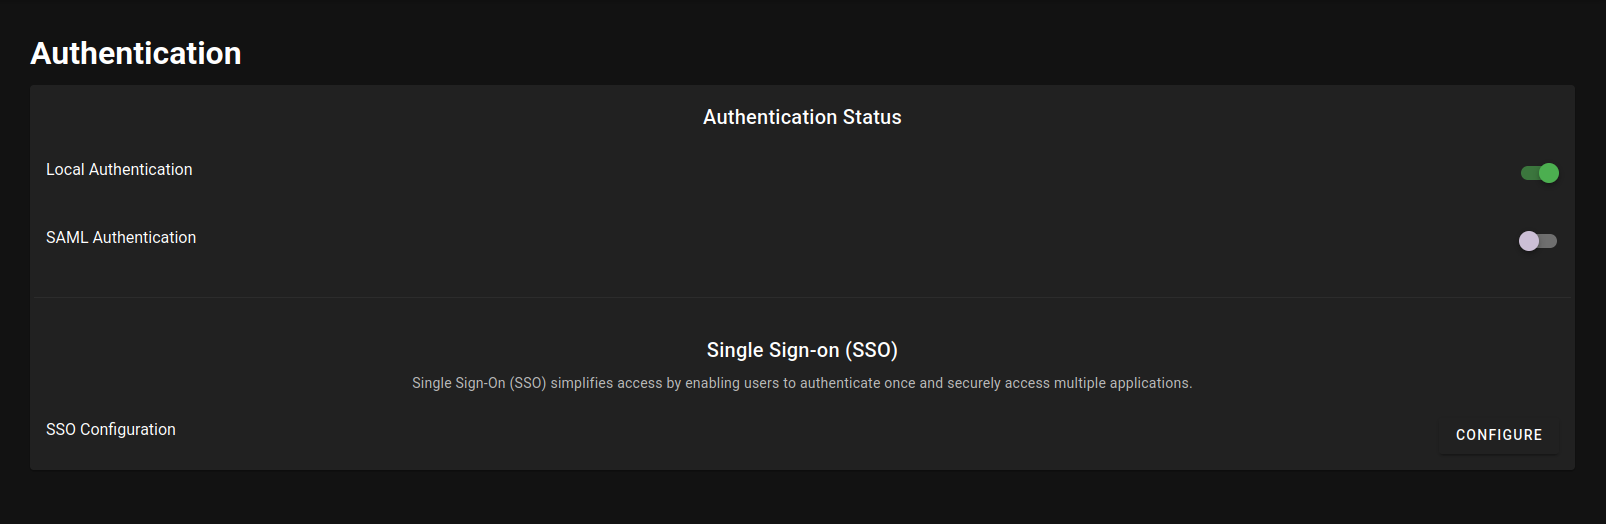 Authentication
Authentication Status
Local Authentication
SAML Authentication
Single Sign-on (SSO)
Single Sign-On (SSO) simplifies access by enabling users to authenticate once and securely access multiple applications.
SSO Configuration
CONFIGURE